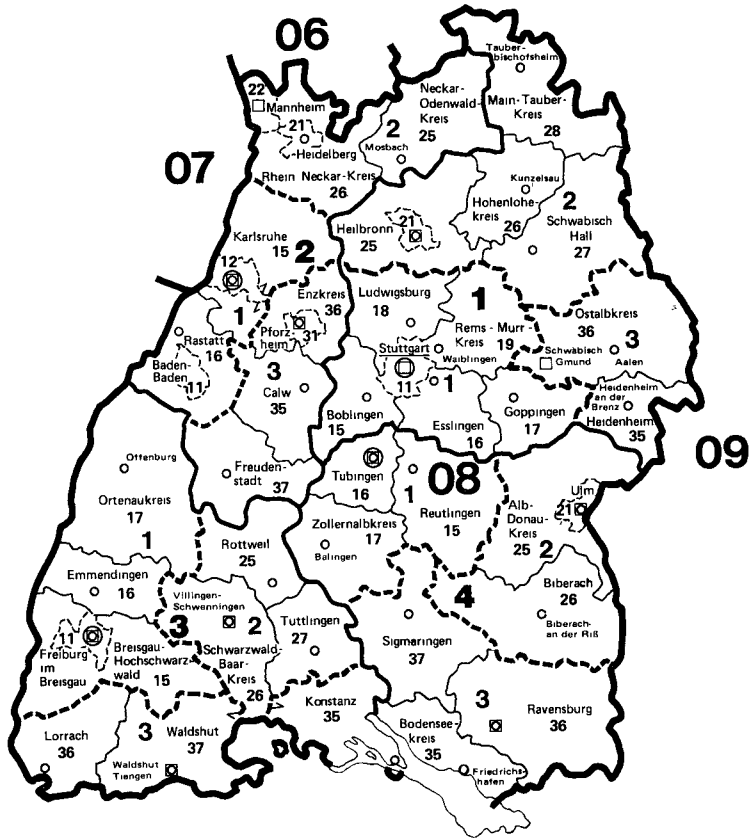 06
Tauber-
bischofsheim
22
Mannheim
Neckar-
Odenwald-
Kreis
25
2
Mosbach
Main-Tauber-
Kreis
28
21
Heidelberg
07
Rhein Neckar-Kreis
26
Kunzelsau
Hohenlohe-
kreis
26
2
Schwabisch
Hall
27
Karlsruhe
15
2
12
Heilbronn
25
21
Enzkreis
36
Pforz-
heim
31
Ludwigsburg
18
1
Rems-Murr-
Kreis
19
Waiblingen
Ostalbkreis
36
3
Schwäbisch
Gmund
Aalen
1
Rastatt
16
Baden-
Baden
11
3
Calw
35
Stuttgart
11
1
Boblingen
15
Esslingen
16
Goppingen
17
Heidenheim
an der
Brenz
Heidenheim
35
09
Offenburg
Ortenaukreis
17
1
Freuden-
stadt
37
Tubingen
16
08
1
Reutlingen
15
Ulm
21
Alb-
Donau-
Kreis
25
2
Zollernalbkreis
17
Balingen
Rottweil
25
Emmendingen
16
Villingen-
Schwenningen
3
2
Schwarzwald-
Baar-
Kreis
26
Tuttlingen
27
4
Biberach
26
Biberach-
an der Riß
Sigmaringen
37
11
Freiburg
im
Breisgau
Breisgau-
Hochschwarz-
wald
15
Konstanz
35
3
Ravensburg
36
Lorrach
36
3
Waldshut
37
Waldshut
Tiengen
Bodensee-
kreis
35
Friedrichs-
hafen